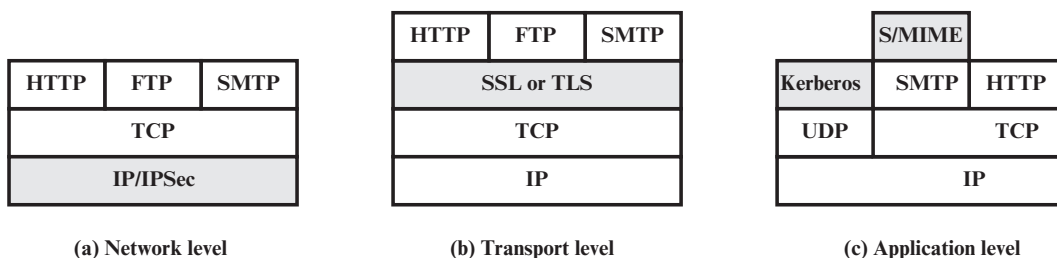 HTTP FTP SMTP
TCP
IP/IPSec
(a) Network level
HTTP FTP SMTP
SSL or TLS
TCP
IP
(b) Transport level
S/MIME
Kerberos SMTP HTTP
UDP TCP
IP
(c) Application level